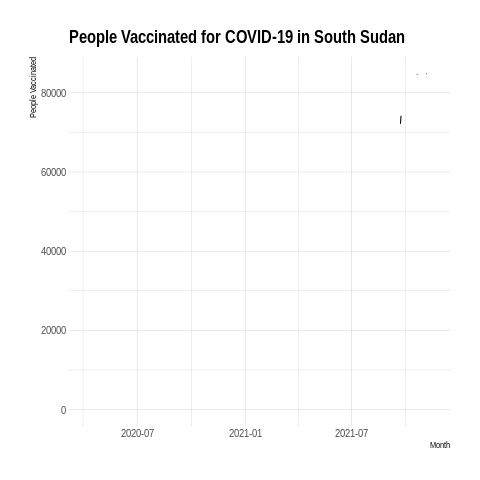 People Vaccinated for COVID-19 in South Sudan
People Vaccinated
80000
60000
40000
20000
0
2020-07 2021-01 2021-07
Month